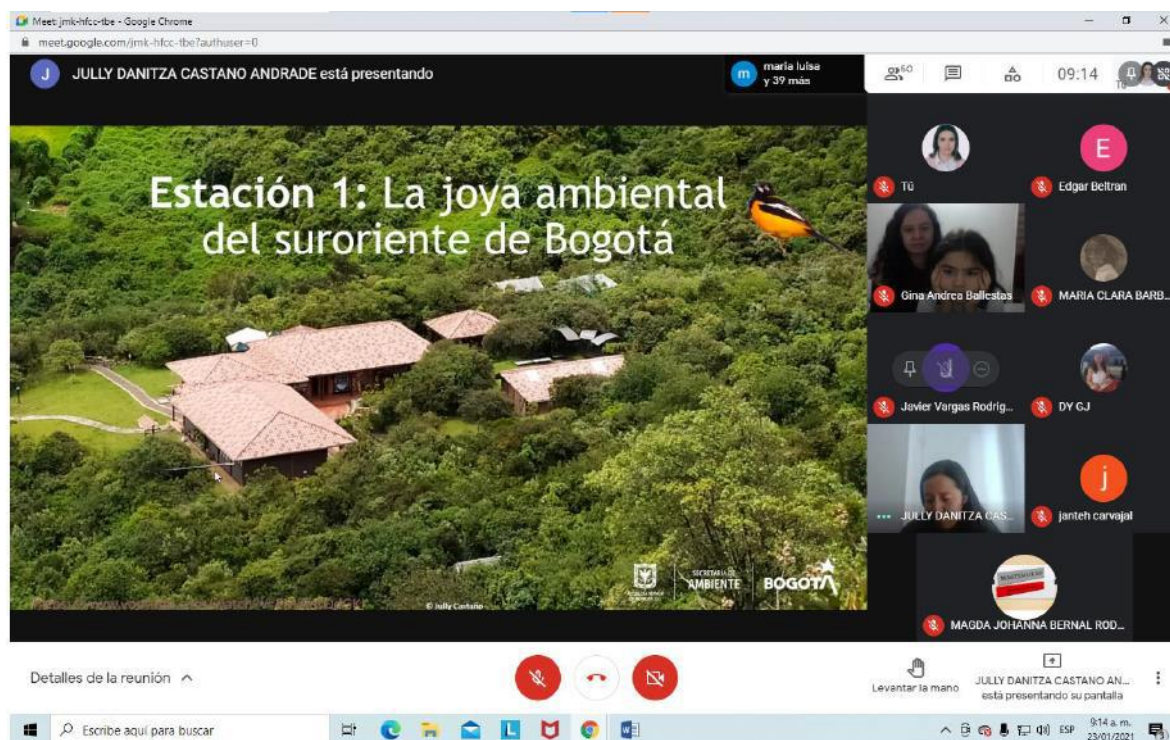 Meet: jmk-hfcc-tbe - Google Chrome
meet.google.com/jmk-hfcc-tbe?authuser=0
J JULLY DANITZA CASTANO ANDRADE está presentando
m maria luisa
y 39 más
60
09:14
Tú
Estación 1: La joya ambiental
del suroriente de Bogotá
Tú
E
Edgar Beltran
Gina Andrea Ballestas
MARIA CLARA BARB...
Javier Vargas Rodrig...
DY GJ
JULLY DANITZA CAS...
j
janteh carvajal
MAGDA JOHANNA BERNAL ROD...
SECRETARÍA DE
AMBIENTE
BOGOTÁ
© Jully Castaño
Detalles de la reunión
Levantar la mano
JULLY DANITZA CASTANO AN...
está presentando su pantalla
Escribe aquí para buscar
L
ESP
9:14 a. m.
23/01/2021